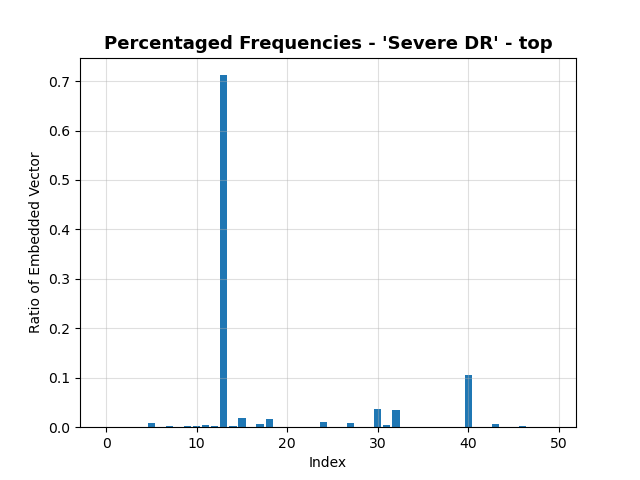 Percentaged Frequencies - 'Severe DR' - top
0.7
0.6
0.5
0.4
0.3
0.2
0.1
0.0
Ratio of Embedded Vector
0 10 20 30 40 50
Index